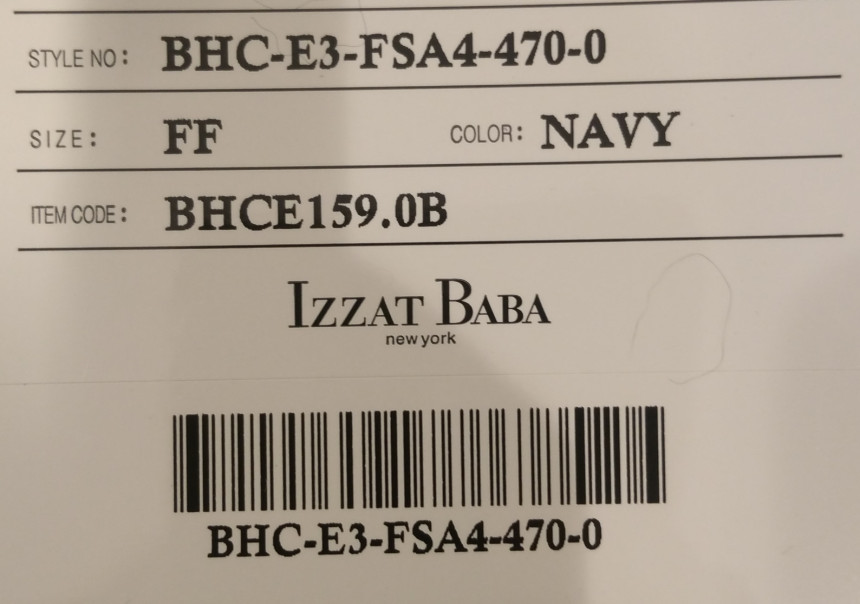 STYLE NO: BHC-E3-FSA4-470-0
SIZE: FF COLOR: NAVY
ITEM CODE: BHCE159.0B
IZZAT BABA
new york
BHC-E3-FSA4-470-0